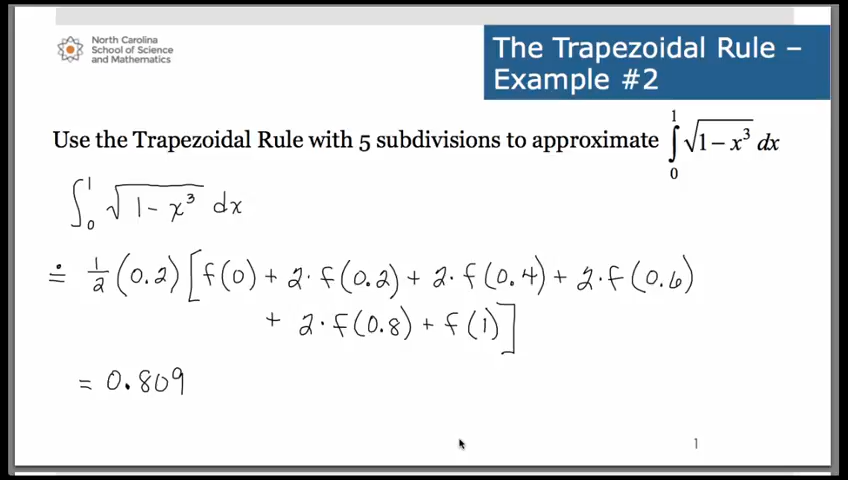 North Carolina
School of Science
and Mathematics
The Trapezoidal Rule –
Example #2
Use the Trapezoidal Rule with 5 subdivisions to approximate ∫₀¹ √(1 − x³) dx
∫₀¹ √(1 − x³) dx
≐ ½ (0.2) [f(0) + 2· f(0.2) + 2· f(0.4) + 2· f(0.6)
+ 2· f(0.8) + f(1)]
= 0.809
1